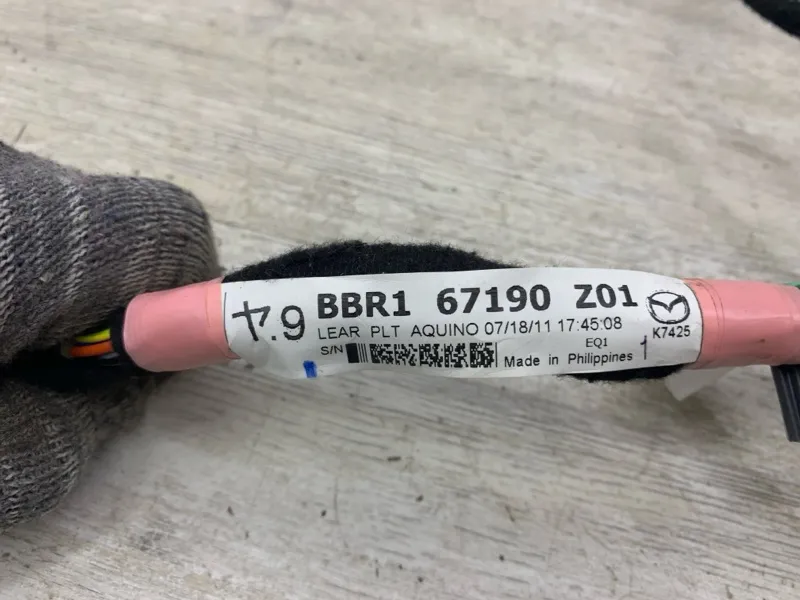 7.9
BBR1 67190 Z01
LEAR PLT AQUINO 07/18/11 17:45:08
K7425
EQ1
S/N
Made in Philippines
1